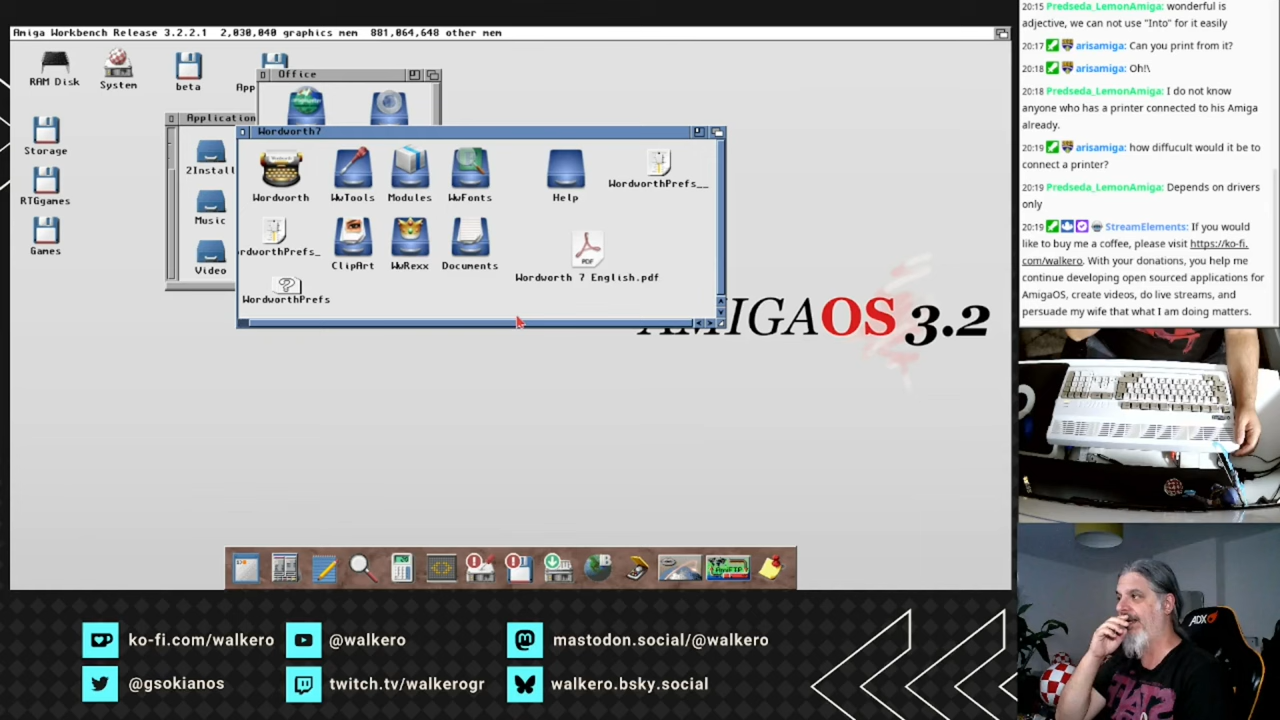 Amiga Workbench Release 3.2.2.1 2,030,040 graphics mem 881,064,648 other mem
RAM Disk
System
beta
App
Storage
RTGgames
Games
Office
Application
2Install
Music
Video
Wordworth7
Wordworth
WwTools
Modules
WwFonts
Help
WordworthPrefs__
ordworthPrefs_
ClipArt
WwRexx
Documents
PDF
Wordworth 7 English.pdf
WordworthPrefs
AMIGAOS 3.2
AmiFTP
ko-fi.com/walkero
@walkero
mastodon.social/@walkero
@gsokianos
twitch.tv/walkerogr
walkero.bsky.social
20:15 Predseda_LemonAmiga: wonderful is
adjective, we can not use "Into" for it easily
20:17 arisamiga: Can you print from it?
20:18 arisamiga: Oh!\
20:18 Predseda_LemonAmiga: I do not know
anyone who has a printer connected to his Amiga
already.
20:19 arisamiga: how diffucult would it be to
connect a printer?
20:19 Predseda_LemonAmiga: Depends on drivers
only
20:19 StreamElements: If you would
like to buy me a coffee, please visit https://ko-fi.
com/walkero. With your donations, you help me
continue developing open sourced applications for
AmigaOS, create videos, do live streams, and
persuade my wife that what I am doing matters.
ADX